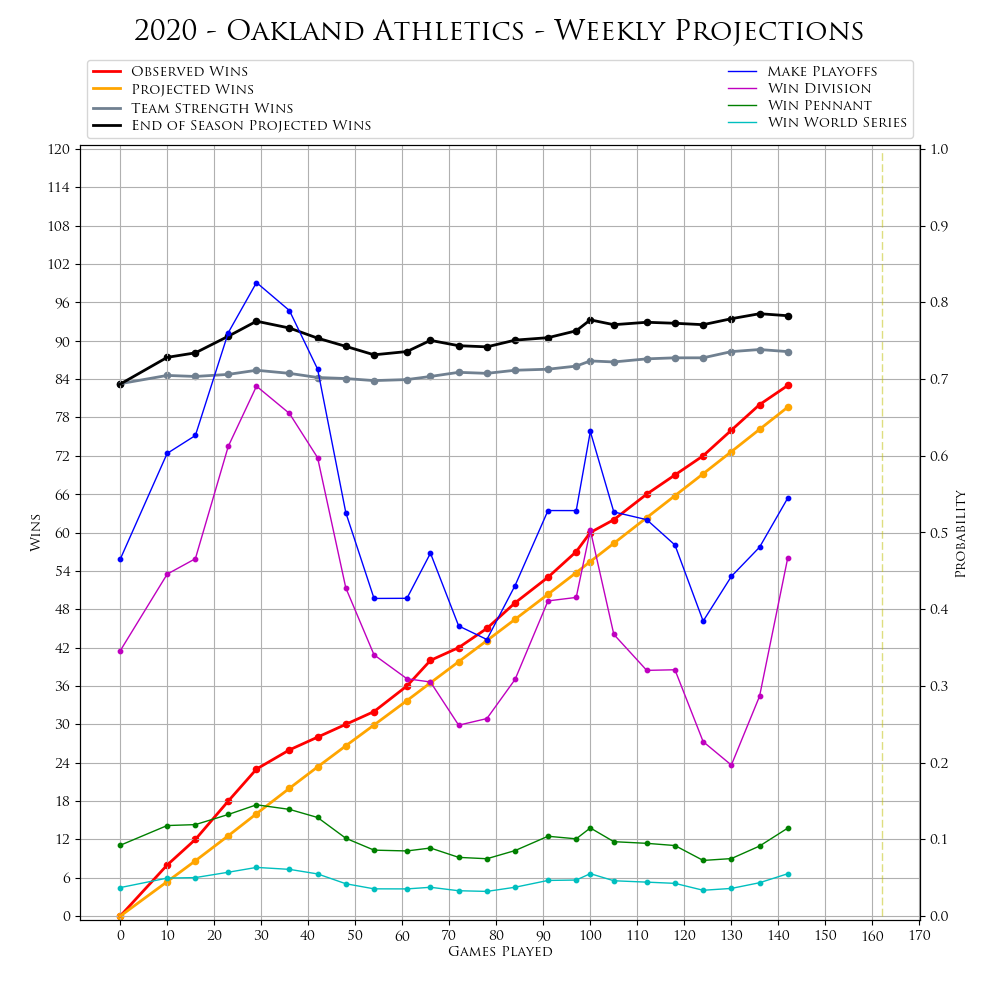 2020 - Oakland Athletics - Weekly Projections
Observed Wins
Projected Wins
Team Strength Wins
End of Season Projected Wins
Make Playoffs
Win Division
Win Pennant
Win World Series
120
114
108
102
96
90
84
78
72
66
60
54
48
42
36
30
24
18
12
6
0
Wins
1.0
0.9
0.8
0.7
0.6
0.5
0.4
0.3
0.2
0.1
0.0
Probability
0 10 20 30 40 50 60 70 80 90 100 110 120 130 140 150 160 170
Games Played